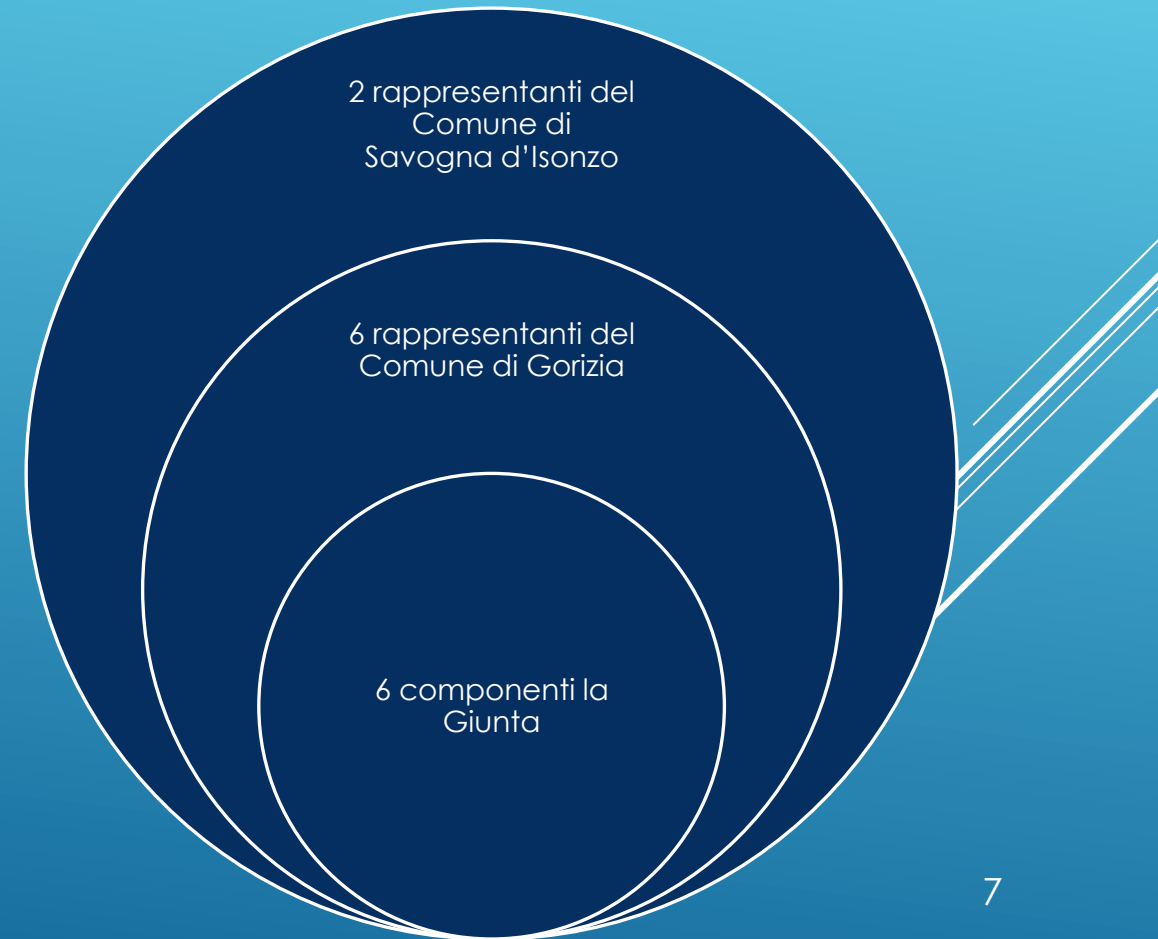 2 rappresentanti del
Comune di
Savogna d’Isonzo
6 rappresentanti del
Comune di Gorizia
6 componenti la
Giunta
7